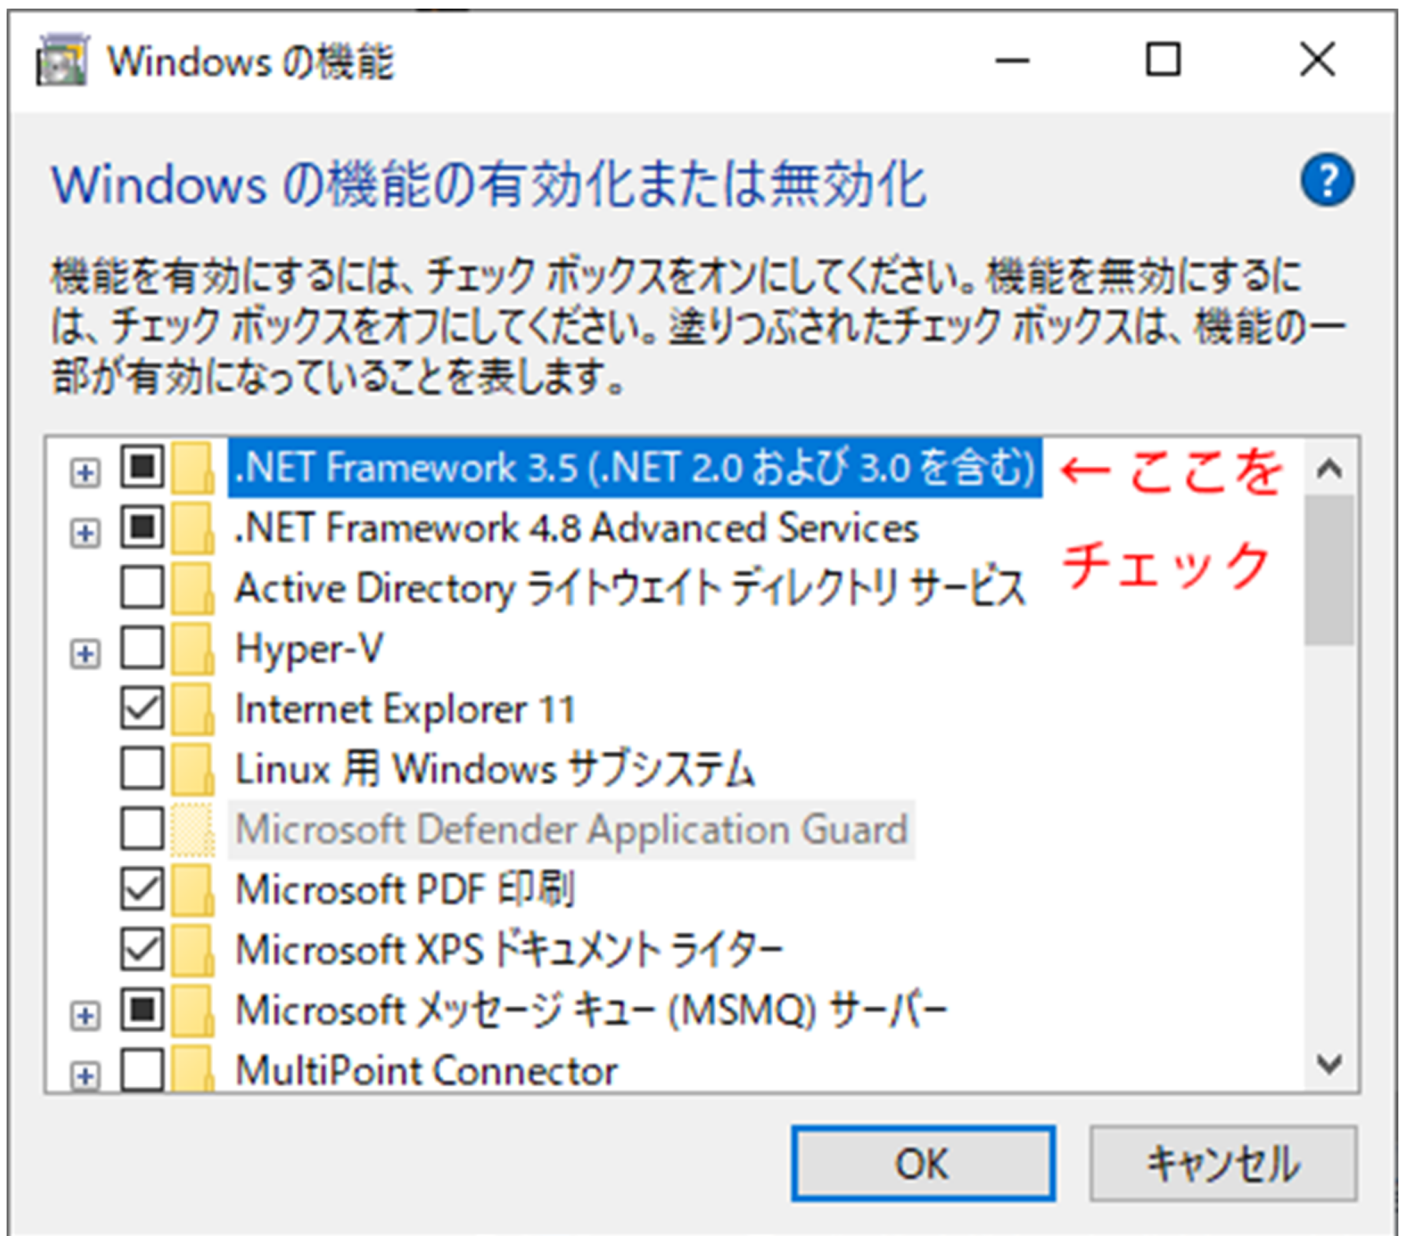 Windows の機能
Windows の機能の有効化または無効化
?
機能を有効にするには、チェック ボックスをオンにしてください。機能を無効にするに
は、チェック ボックスをオフにしてください。塗りつぶされたチェック ボックスは、機能の一
部が有効になっていることを表します。
.NET Framework 3.5 (.NET 2.0 および 3.0 を含む) ←ここを
.NET Framework 4.8 Advanced Services
チェック
Active Directory ライトウェイト ディレクトリ サービス
Hyper-V
Internet Explorer 11
Linux 用 Windows サブシステム
Microsoft Defender Application Guard
Microsoft PDF 印刷
Microsoft XPS ドキュメント ライター
Microsoft メッセージ キュー (MSMQ) サーバー
MultiPoint Connector
OK キャンセル